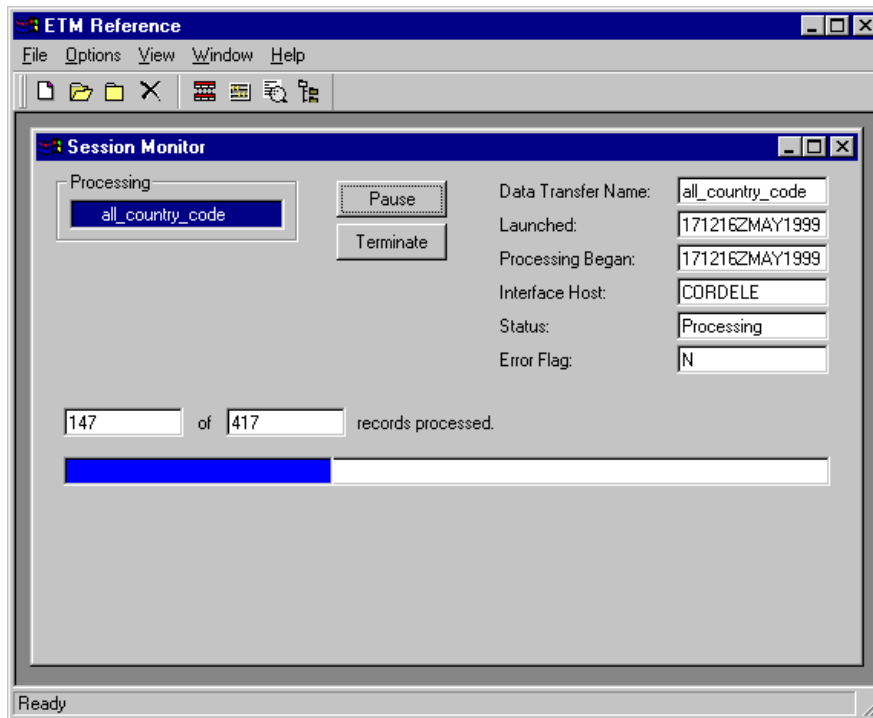 ETM Reference
File Options View Window Help
Session Monitor
Processing
all_country_code
Pause
Terminate
Data Transfer Name: all_country_code
Launched: 171216ZMAY1999
Processing Began: 171216ZMAY1999
Interface Host: CORDELE
Status: Processing
Error Flag: N
147 of 417 records processed.
Ready